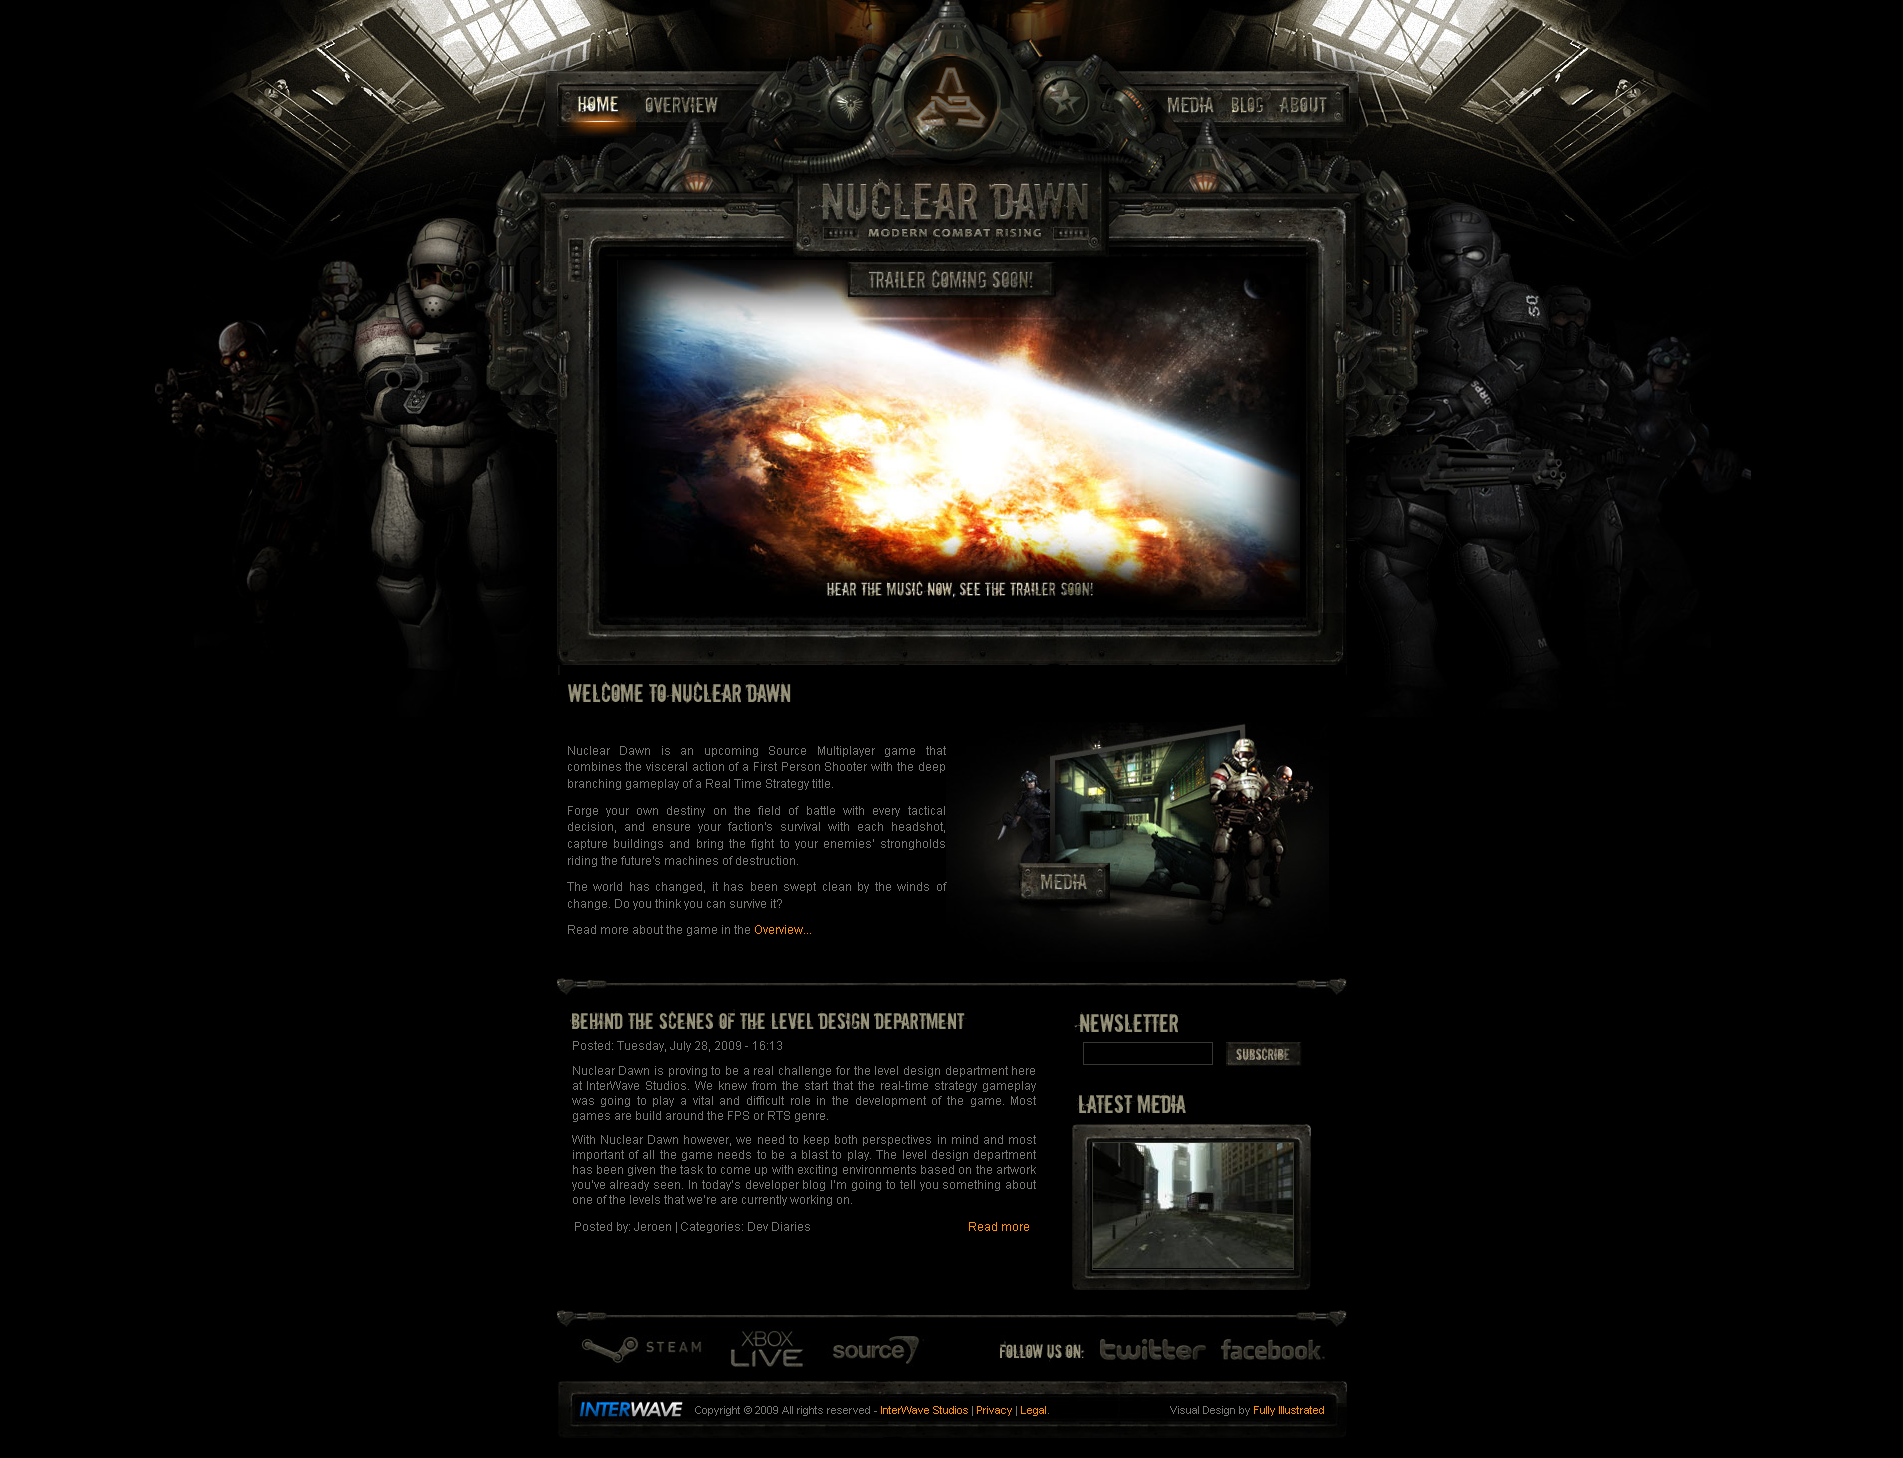 HOME
OVERVIEW
MEDIA
BLOG
ABOUT
NUCLEAR DAWN
MODERN COMBAT RISING
TRAILER COMING SOON!
50
HEAR THE MUSIC NOW, SEE THE TRAILER SOON!
WELCOME TO NUCLEAR DAWN
Nuclear Dawn is an upcoming Source Multiplayer game that
combines the visceral action of a First Person Shooter with the deep
branching gameplay of a Real Time Strategy title.
Forge your own destiny on the field of battle with every tactical
decision, and ensure your faction's survival with each headshot,
capture buildings and bring the fight to your enemies' strongholds
riding the future's machines of destruction.
The world has changed, it has been swept clean by the winds of
change. Do you think you can survive it?
Read more about the game in the Overview...
MEDIA
BEHIND THE SCENES OF THE LEVEL DESIGN DEPARTMENT
Posted: Tuesday, July 28, 2009 - 16:13
Nuclear Dawn is proving to be a real challenge for the level design department here
at InterWave Studios. We knew from the start that the real-time strategy gameplay
was going to play a vital and difficult role in the development of the game. Most
games are build around the FPS or RTS genre.
With Nuclear Dawn however, we need to keep both perspectives in mind and most
important of all the game needs to be a blast to play. The level design department
has been given the task to come up with exciting environments based on the artwork
you've already seen. In today's developer blog I'm going to tell you something about
one of the levels that we're are currently working on.
Posted by: Jeroen | Categories: Dev Diaries
Read more
NEWSLETTER
SUBSCRIBE
LATEST MEDIA
STEAM
XBOX
LIVE
source
FOLLOW US ON:
twitter
facebook.
INTERWAVE
Copyright © 2009 All rights reserved - InterWave Studios | Privacy | Legal.
Visual Design by Fully Illustrated